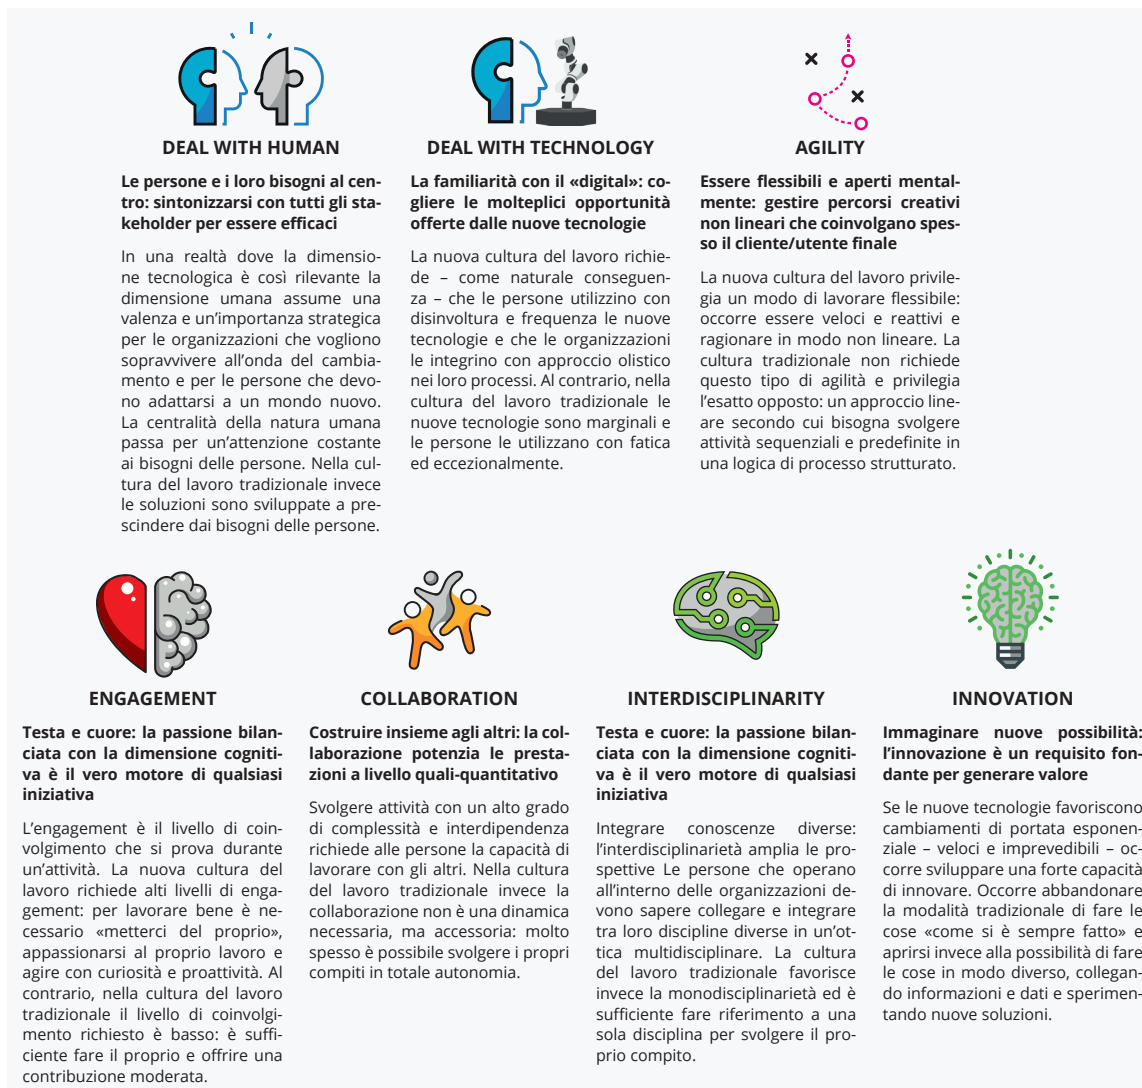 DEAL WITH HUMAN
Le persone e i loro bisogni al cen-
tro: sintonizzarsi con tutti gli sta-
keholder per essere efficaci
In una realtà dove la dimensio-
ne tecnologica è così rilevante la
dimensione umana assume una
valenza e un'importanza strategica
per le organizzazioni che vogliono
sopravvivere all'onda del cambia-
mento e per le persone che devo-
no adattarsi a un mondo nuovo.
La centralità della natura umana
passa per un'attenzione costante
ai bisogni delle persone. Nella cul-
tura del lavoro tradizionale invece
le soluzioni sono sviluppate a pre-
scindere dai bisogni delle persone.
DEAL WITH TECHNOLOGY
La familiarità con il «digital»: co-
gliere le molteplici opportunità
offerte dalle nuove tecnologie
La nuova cultura del lavoro richie-
de – come naturale conseguen-
za – che le persone utilizzino con
disinvoltura e frequenza le nuove
tecnologie e che le organizzazioni
le integrino con approccio olistico
nei loro processi. Al contrario, nella
cultura del lavoro tradizionale le
nuove tecnologie sono marginali e
le persone le utilizzano con fatica
ed eccezionalmente.
AGILITY
Essere flessibili e aperti mental-
mente: gestire percorsi creativi
non lineari che coinvolgano spes-
so il cliente/utente finale
La nuova cultura del lavoro privile-
gia un modo di lavorare flessibile:
occorre essere veloci e reattivi e
ragionare in modo non lineare. La
cultura tradizionale non richiede
questo tipo di agilità e privilegia
l'esatto opposto: un approccio line-
are secondo cui bisogna svolgere
attività sequenziali e predefinite in
una logica di processo strutturato.
ENGAGEMENT
Testa e cuore: la passione bilan-
ciata con la dimensione cogniti-
va è il vero motore di qualsiasi
iniziativa
L'engagement è il livello di coin-
volgimento che si prova durante
un'attività. La nuova cultura del
lavoro richiede alti livelli di enga-
gement: per lavorare bene è ne-
cessario «metterci del proprio»,
appassionarsi al proprio lavoro e
agire con curiosità e proattività. Al
contrario, nella cultura del lavoro
tradizionale il livello di coinvolgi-
mento richiesto è basso: è suffi-
ciente fare il proprio e offrire una
contribuzione moderata.
COLLABORATION
Costruire insieme agli altri: la col-
laborazione potenzia le presta-
zioni a livello quali-quantitativo
Svolgere attività con un alto grado
di complessità e interdipendenza
richiede alle persone la capacità di
lavorare con gli altri. Nella cultura
del lavoro tradizionale invece la
collaborazione non è una dinamica
necessaria, ma accessoria: molto
spesso è possibile svolgere i propri
compiti in totale autonomia.
INTERDISCIPLINARITY
Testa e cuore: la passione bilan-
ciata con la dimensione cogniti-
va è il vero motore di qualsiasi
iniziativa
Integrare conoscenze diverse:
l'interdisciplinarietà amplia le pro-
spettive Le persone che operano
all'interno delle organizzazioni de-
vono sapere collegare e integrare
tra loro discipline diverse in un'ot-
tica multidisciplinare. La cultura
del lavoro tradizionale favorisce
invece la monodisciplinarietà ed è
sufficiente fare riferimento a una
sola disciplina per svolgere il pro-
prio compito.
INNOVATION
Immaginare nuove possibilità:
l'innovazione è un requisito fon-
dante per generare valore
Se le nuove tecnologie favoriscono
cambiamenti di portata esponen-
ziale – veloci e imprevedibili – oc-
corre sviluppare una forte capacità
di innovare. Occorre abbandonare
la modalità tradizionale di fare le
cose «come si è sempre fatto» e
aprirsi invece alla possibilità di fare
le cose in modo diverso, collegan-
do informazioni e dati e sperimen-
tando nuove soluzioni.